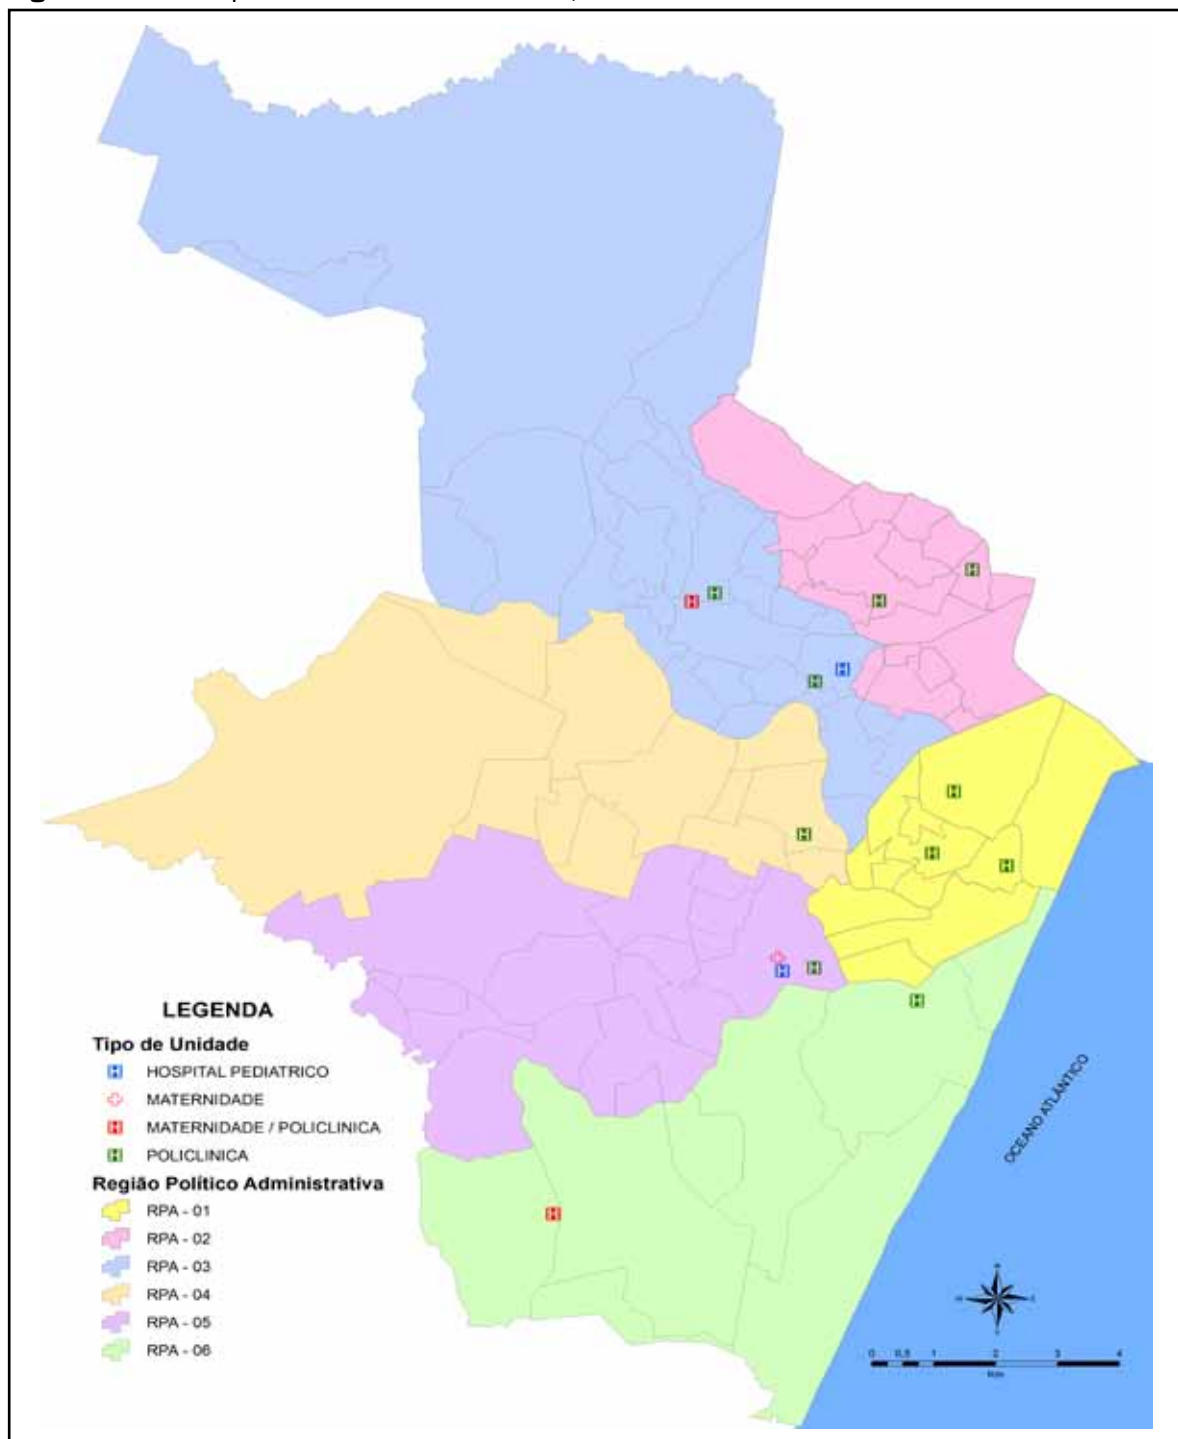 LEGENDA
Tipo de Unidade
HOSPITAL PEDIATRICO
MATERNIDADE
MATERNIDADE / POLICLINICA
POLICLINICA
Região Político Administrativa
RPA - 01
RPA - 02
RPA - 03
RPA - 04
RPA - 05
RPA - 06
OCEANO ATLÂNTICO
0 0,5 1 2 3 4